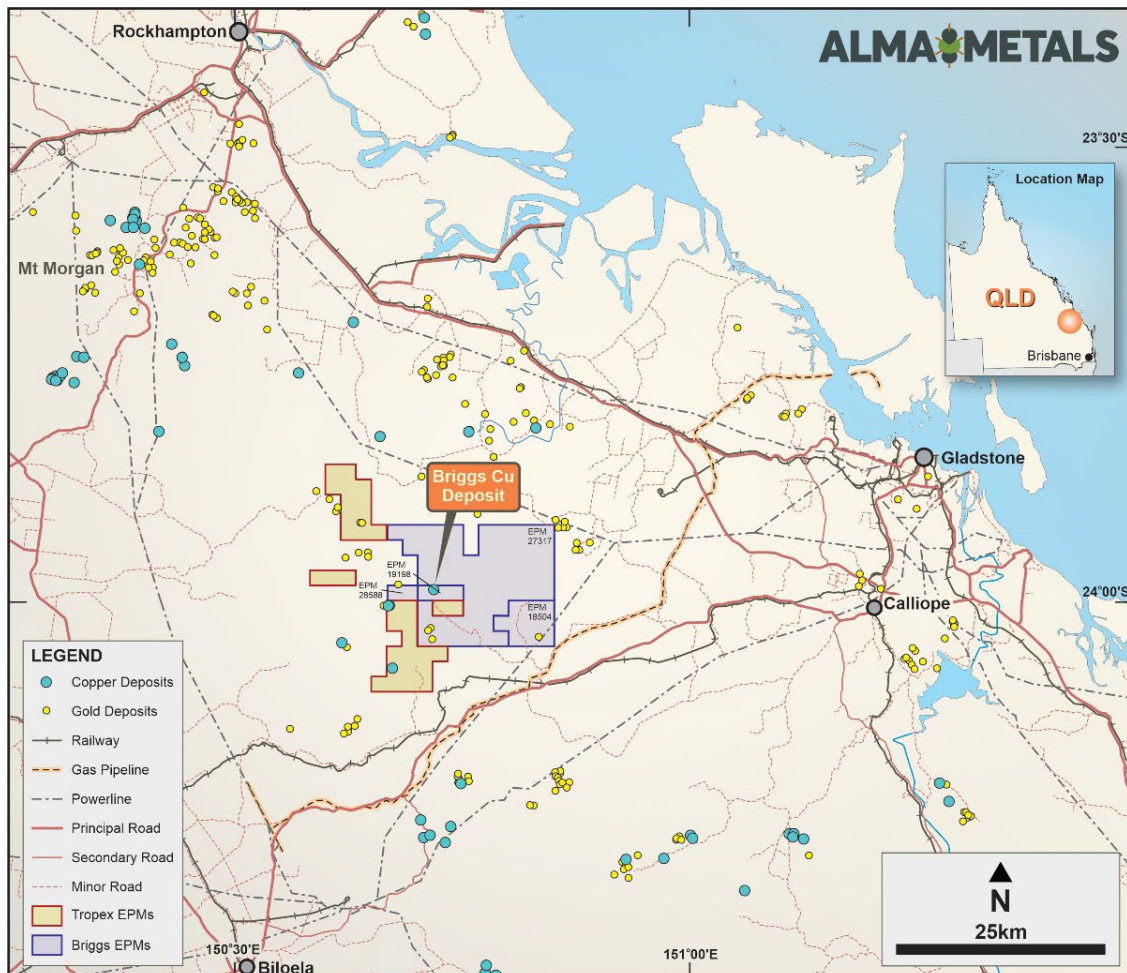 Rockhampton
ALMA METALS
23°30'S
Location Map
QLD
Brisbane
Mt Morgan
Gladstone
Briggs Cu
Deposit
EPM
27317
EPM
19198
EPM
28588
24°00'S
EPM
18504
Calliope
LEGEND
Copper Deposits
Gold Deposits
Railway
Gas Pipeline
Powerline
Principal Road
Secondary Road
Minor Road
Tropex EPMs
Briggs EPMs
N
25km
150°30'E
151°00'E
Biloela